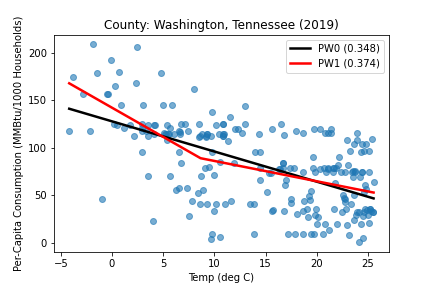 County: Washington, Tennessee (2019)
Per-Capita Consumption (MMBtu/1000 Households)
200
150
100
50
0
PW0 (0.348)
PW1 (0.374)
−5 0 5 10 15 20 25
Temp (deg C)